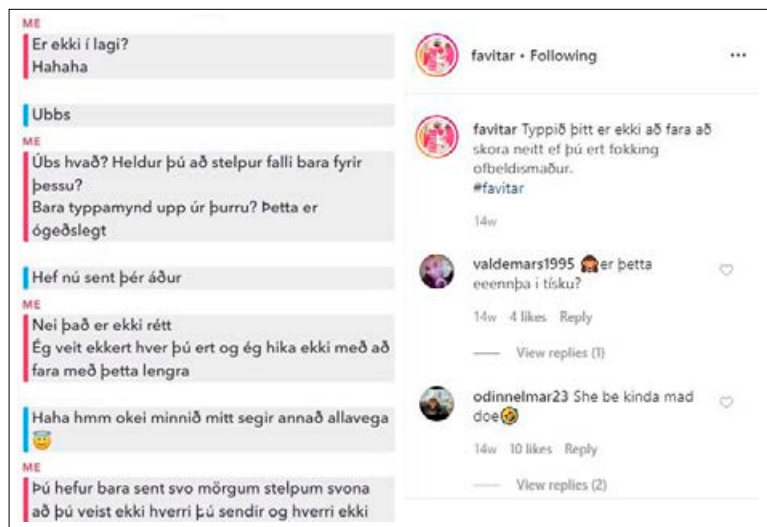 ME
Er ekki í lagi?
Hahaha
Ubbs
ME
Úbs hvað? Heldur þú að stelpur falli bara fyrir
þessu?
Bara typpamynd upp úr þurru? Þetta er
ógeðslegt
Hef nú sent þér áður
ME
Nei það er ekki rétt
Ég veit ekkert hver þú ert og ég hika ekki með að
fara með þetta lengra
Haha hmm okei minnið mitt segir annað allavega
😇
ME
Þú hefur bara sent svo mörgum stelpum svona
að þú veist ekki hverri þú sendir og hverri ekki
favitar • Following
favitar Typpið þitt er ekki að fara að
skora neitt ef þú ert fokking
ofbeldismaður.
#favitar
14w
valdemars1995 🙈er þetta
eeennþa i tísku?
14w 4 likes Reply
View replies (1)
odinnelmar23 She be kinda mad
doe🤣
14w 10 likes Reply
View replies (2)